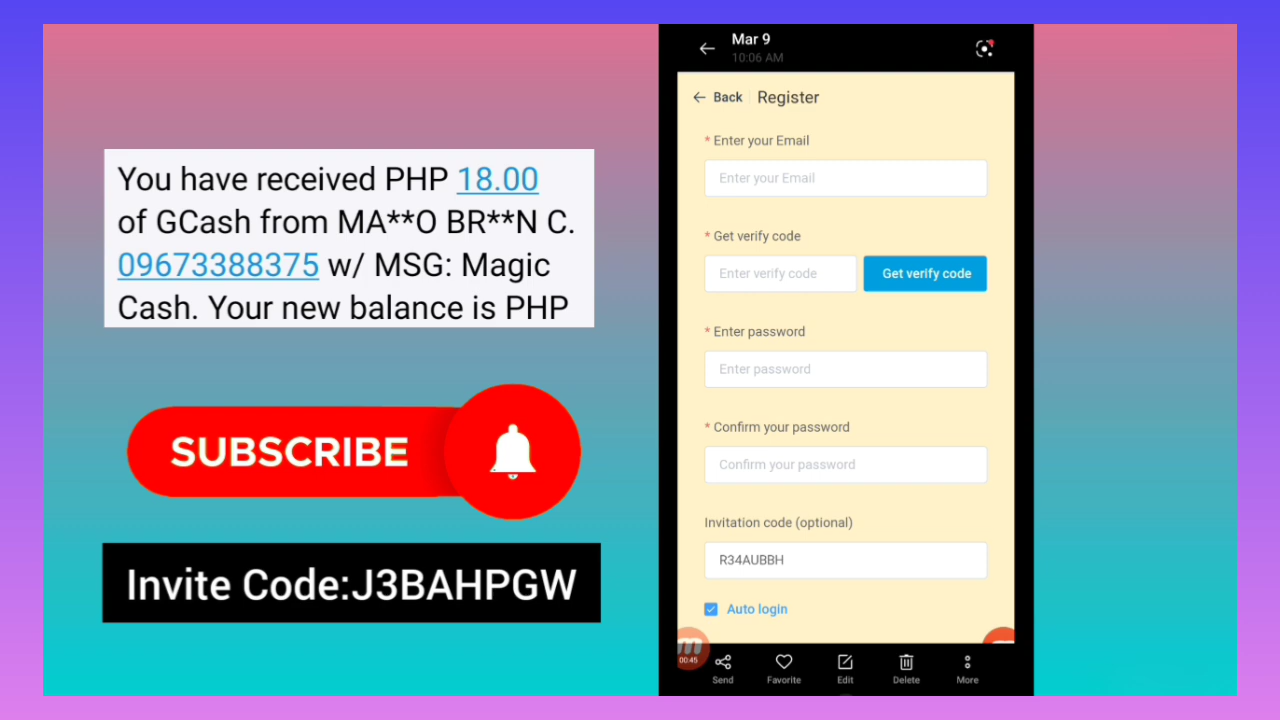 You have received PHP 18.00
of GCash from MA**O BR**N C.
09673388375 w/ MSG: Magic
Cash. Your new balance is PHP
SUBSCRIBE
Invite Code:J3BAHPGW
Mar 9
10:06 AM
Back Register
* Enter your Email
Enter your Email
* Get verify code
Enter verify code Get verify code
* Enter password
Enter password
* Confirm your password
Confirm your password
Invitation code (optional)
R34AUBBH
Auto login
00:45
Send Favorite Edit Delete More